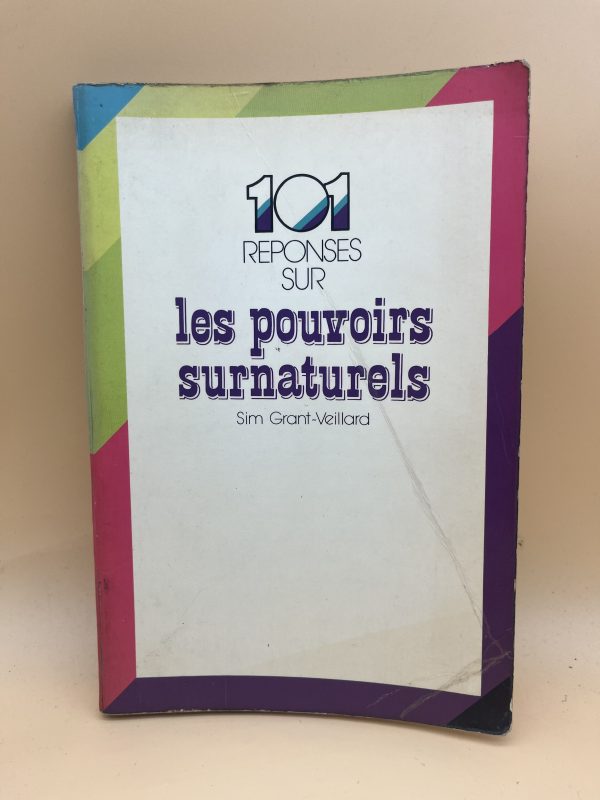 101
REPONSES
SUR
les pouvoirs
surnaturels
Sim Grant-Veillard